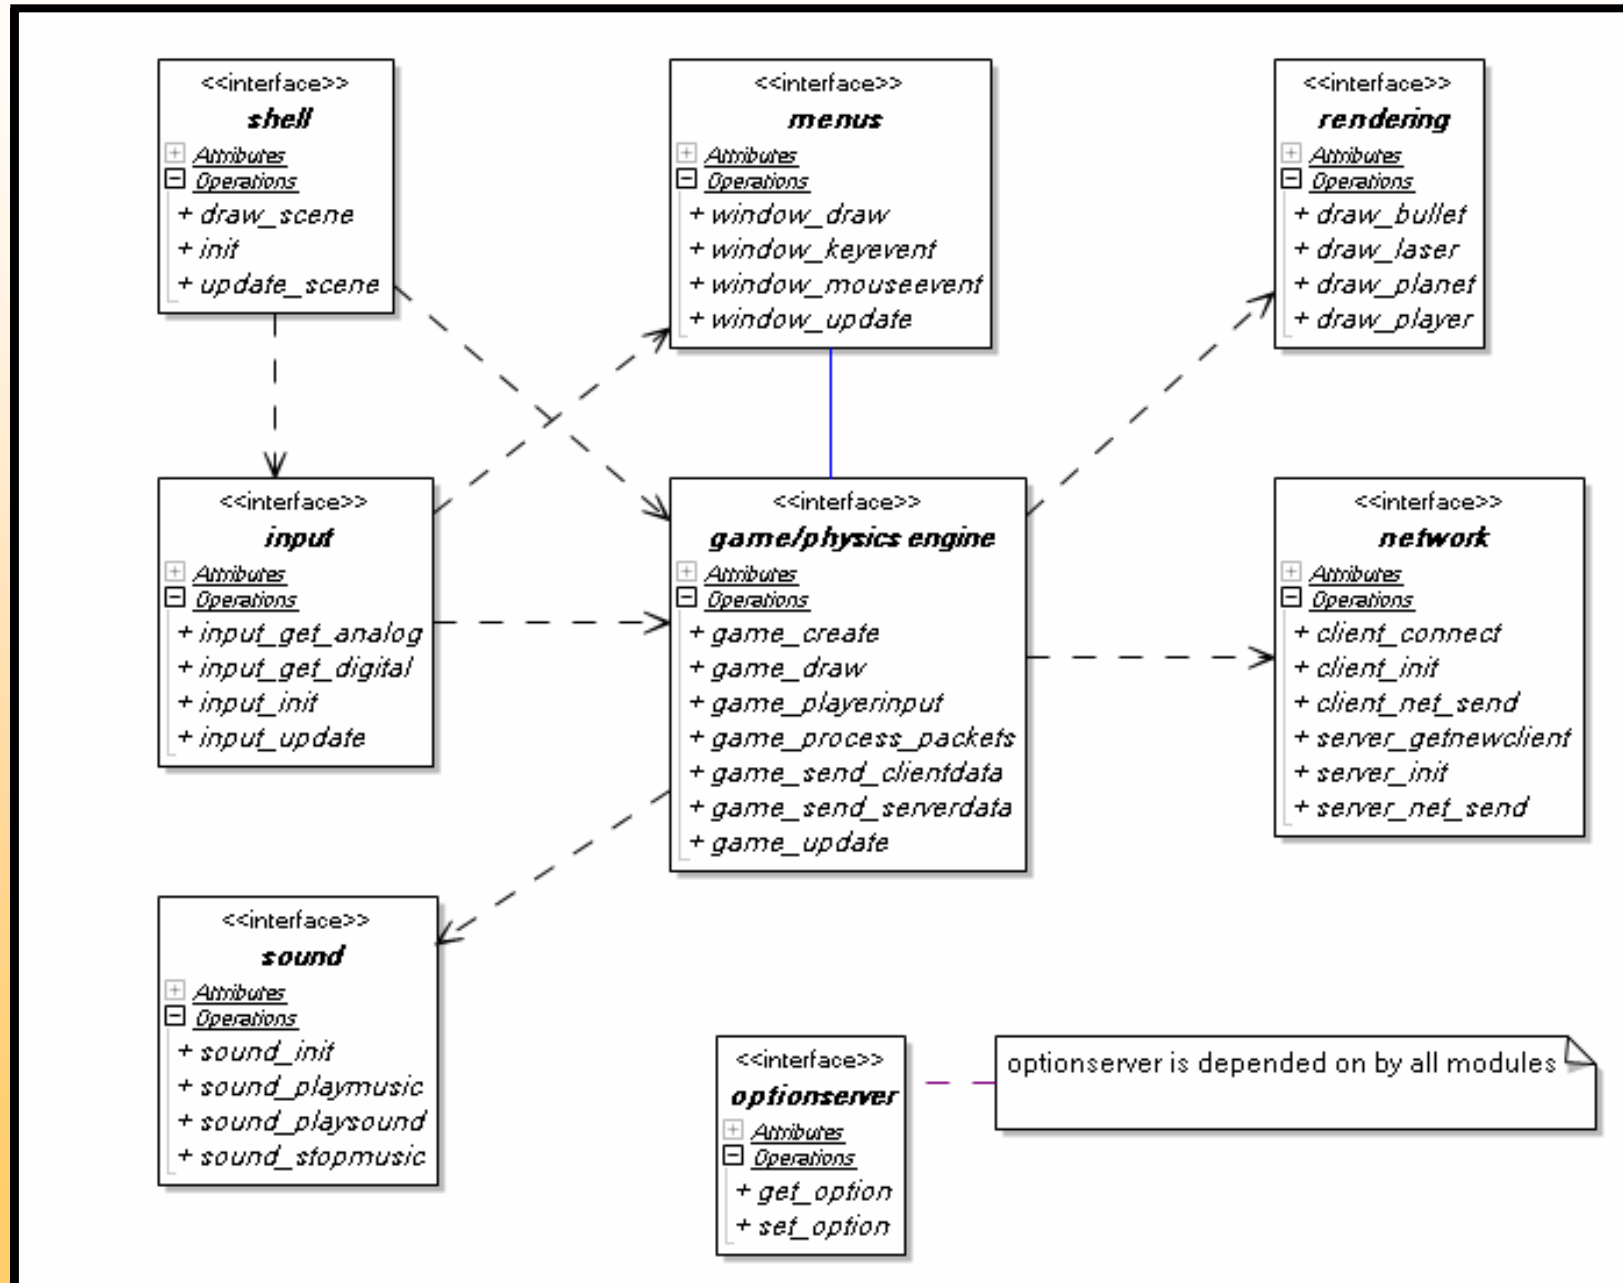 <<interface>>
shell
Attributes
Operations
+ draw_scene
+ init
+ update_scene
<<interface>>
menus
Attributes
Operations
+ window_draw
+ window_keyevent
+ window_mouseevent
+ window_update
<<interface>>
rendering
Attributes
Operations
+ draw_bullet
+ draw_laser
+ draw_planet
+ draw_player
<<interface>>
input
Attributes
Operations
+ input_get_analog
+ input_get_digital
+ input_init
+ input_update
<<interface>>
game/physics engine
Attributes
Operations
+ game_create
+ game_draw
+ game_playerinput
+ game_process_packets
+ game_send_clientdata
+ game_send_serverdata
+ game_update
<<interface>>
network
Attributes
Operations
+ client_connect
+ client_init
+ client_net_send
+ server_getnewclient
+ server_init
+ server_net_send
<<interface>>
sound
Attributes
Operations
+ sound_init
+ sound_playmusic
+ sound_playsound
+ sound_stopmusic
<<interface>>
optionserver
Attributes
Operations
+ get_option
+ set_option
optionserver is depended on by all modules